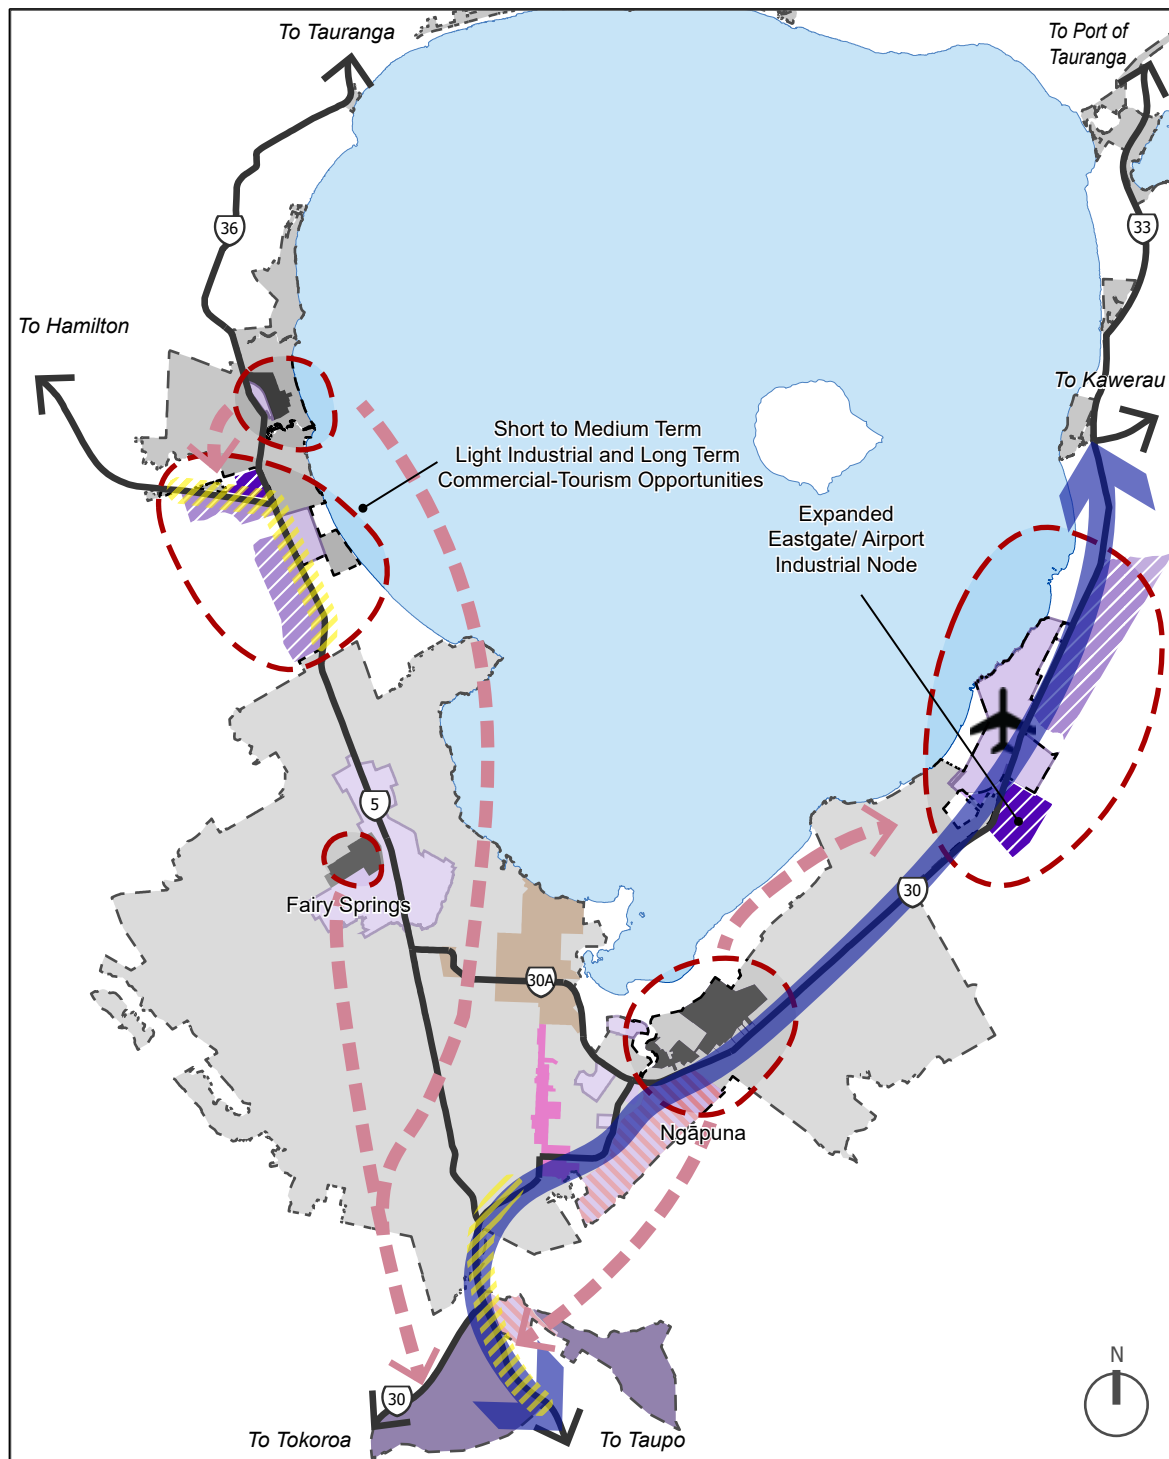 To Tauranga
To Port of
Tauranga
36
33
To Hamilton
To Kawerau
Short to Medium Term
Light Industrial and Long Term
Commercial-Tourism Opportunities
Expanded
Eastgate/ Airport
Industrial Node
5
30
Fairy Springs
30A
Ngāpuna
N
30
To Tokoroa
To Taupo